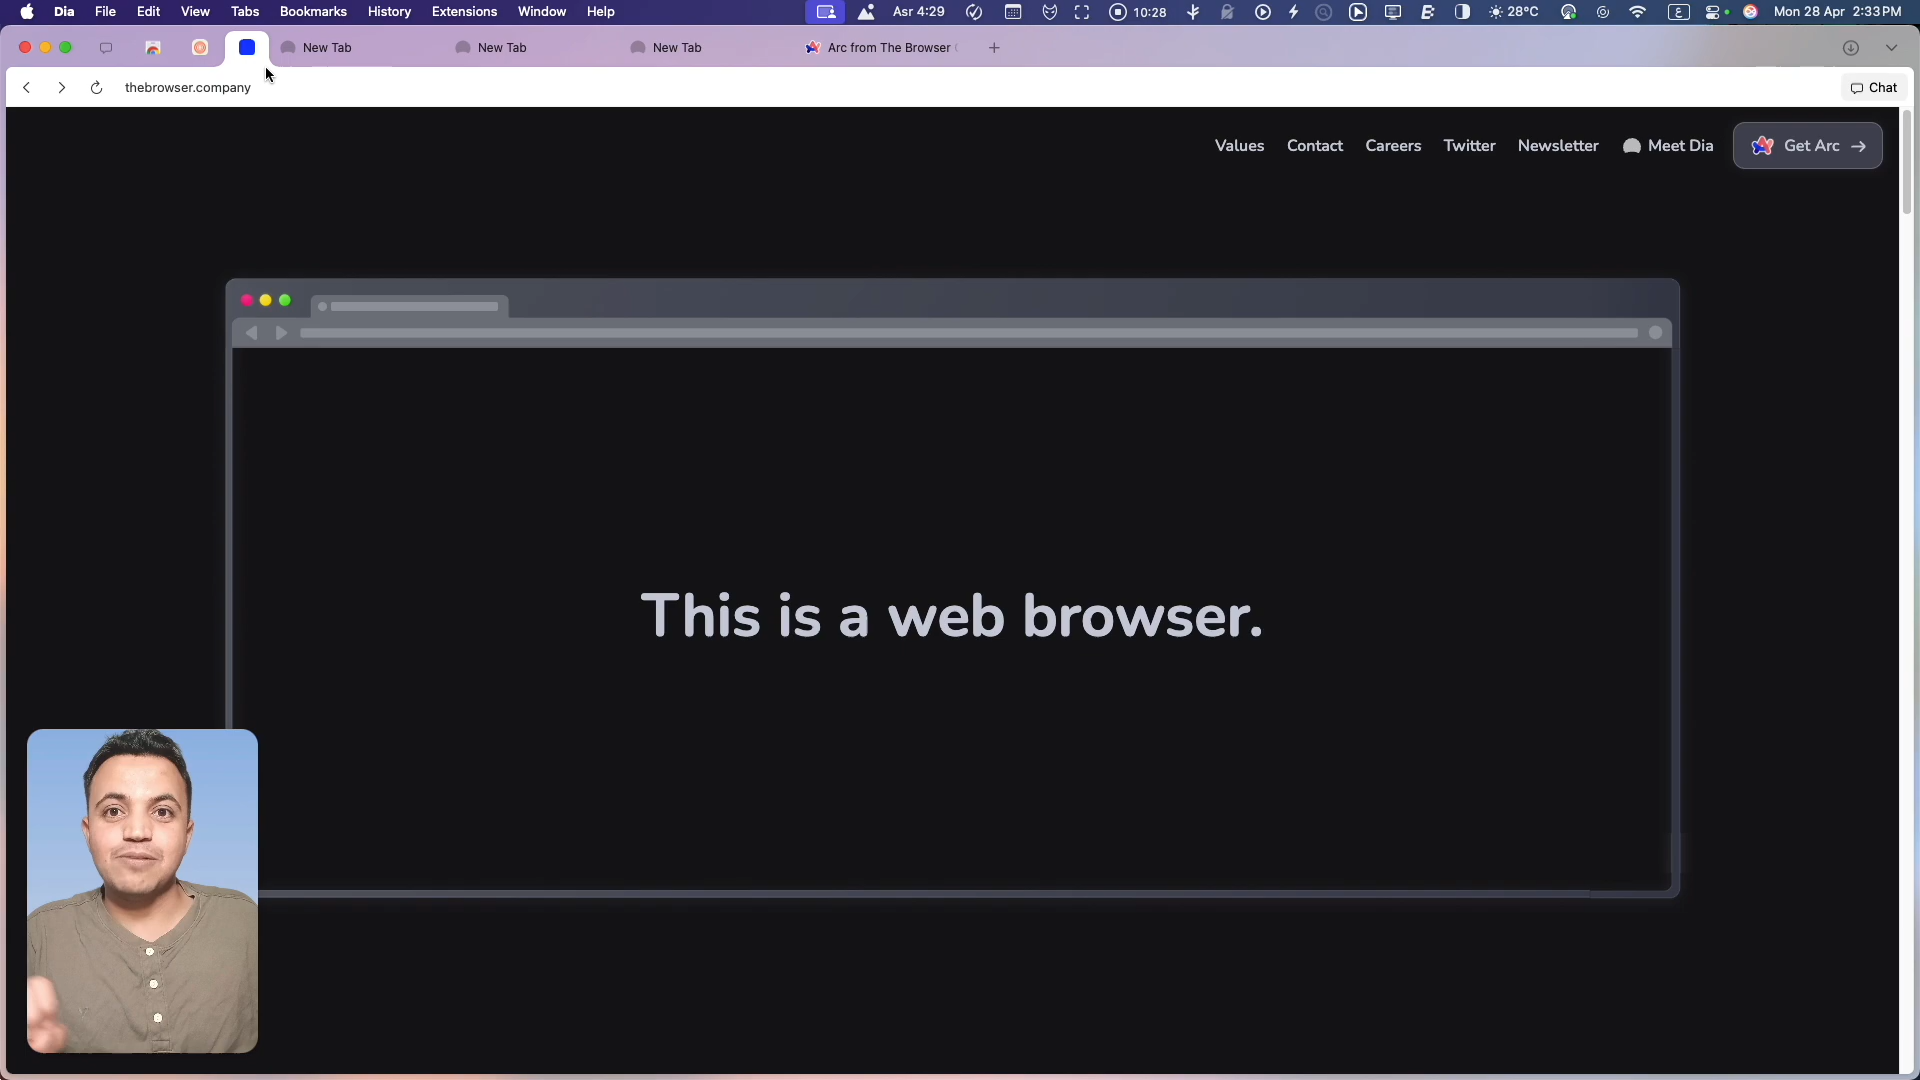 Dia File Edit View Tabs Bookmarks History Extensions Window Help Asr 4:29 10:28 28°C Mon 28 Apr 2:33 PM
New Tab New Tab New Tab Arc from The Browser
thebrowser.company Chat
Values Contact Careers Twitter Newsletter Meet Dia Get Arc →
This is a web browser.